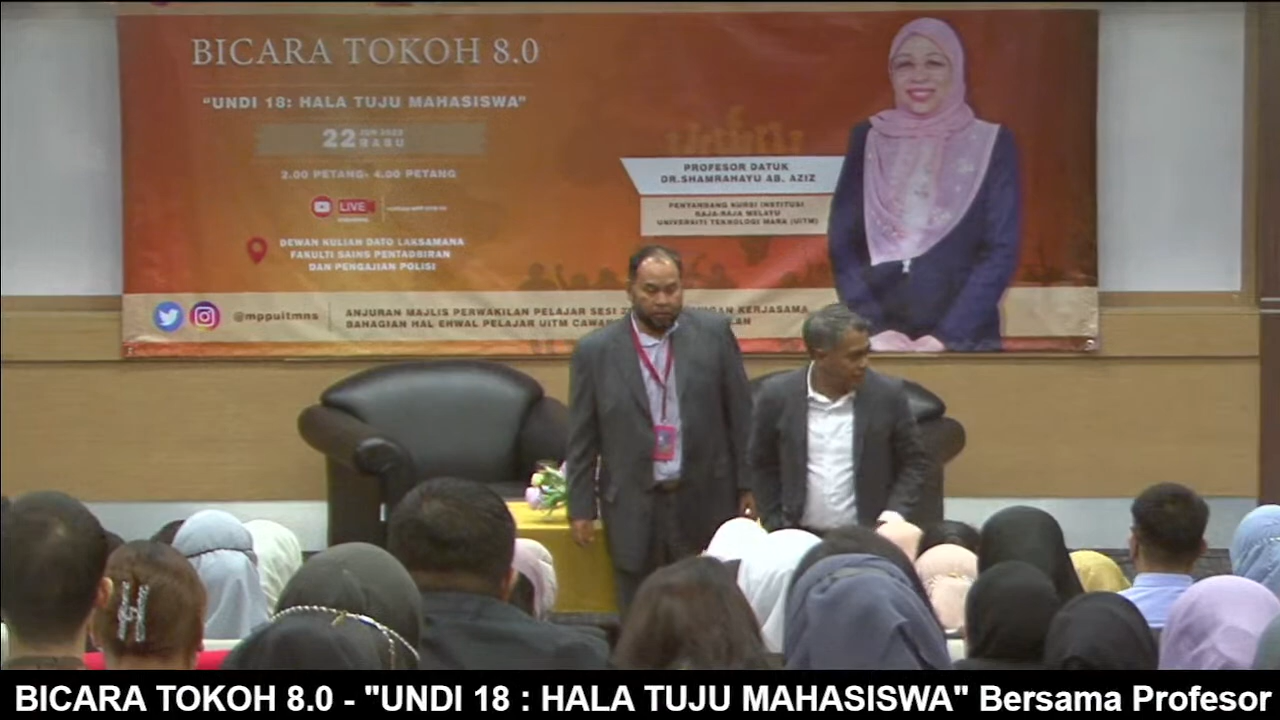 BICARA TOKOH 8.0
"UNDI 18: HALA TUJU MAHASISWA"
22 JUN 2022
RABU
2.00 PETANG- 4.00 PETANG
LIVE
DEWAN KULIAH DATO LAKSAMANA
FAKULTI SAINS PENTADBIRAN
DAN PENGAJIAN POLISI
PROFESOR DATUK
DR.SHAMRAHAYU AB. AZIZ
PENYANDANG KURSI INSTITUSI
RAJA-RAJA MELAYU
UNIVERSITI TEKNOLOGI MARA (UITM)
@mppuitmns
ANJURAN MAJLIS PERWAKILAN PELAJAR SESI KERJASAMA
BAHAGIAN HAL EHWAL PELAJAR UITM
BICARA TOKOH 8.0 - "UNDI 18 : HALA TUJU MAHASISWA" Bersama Profesor